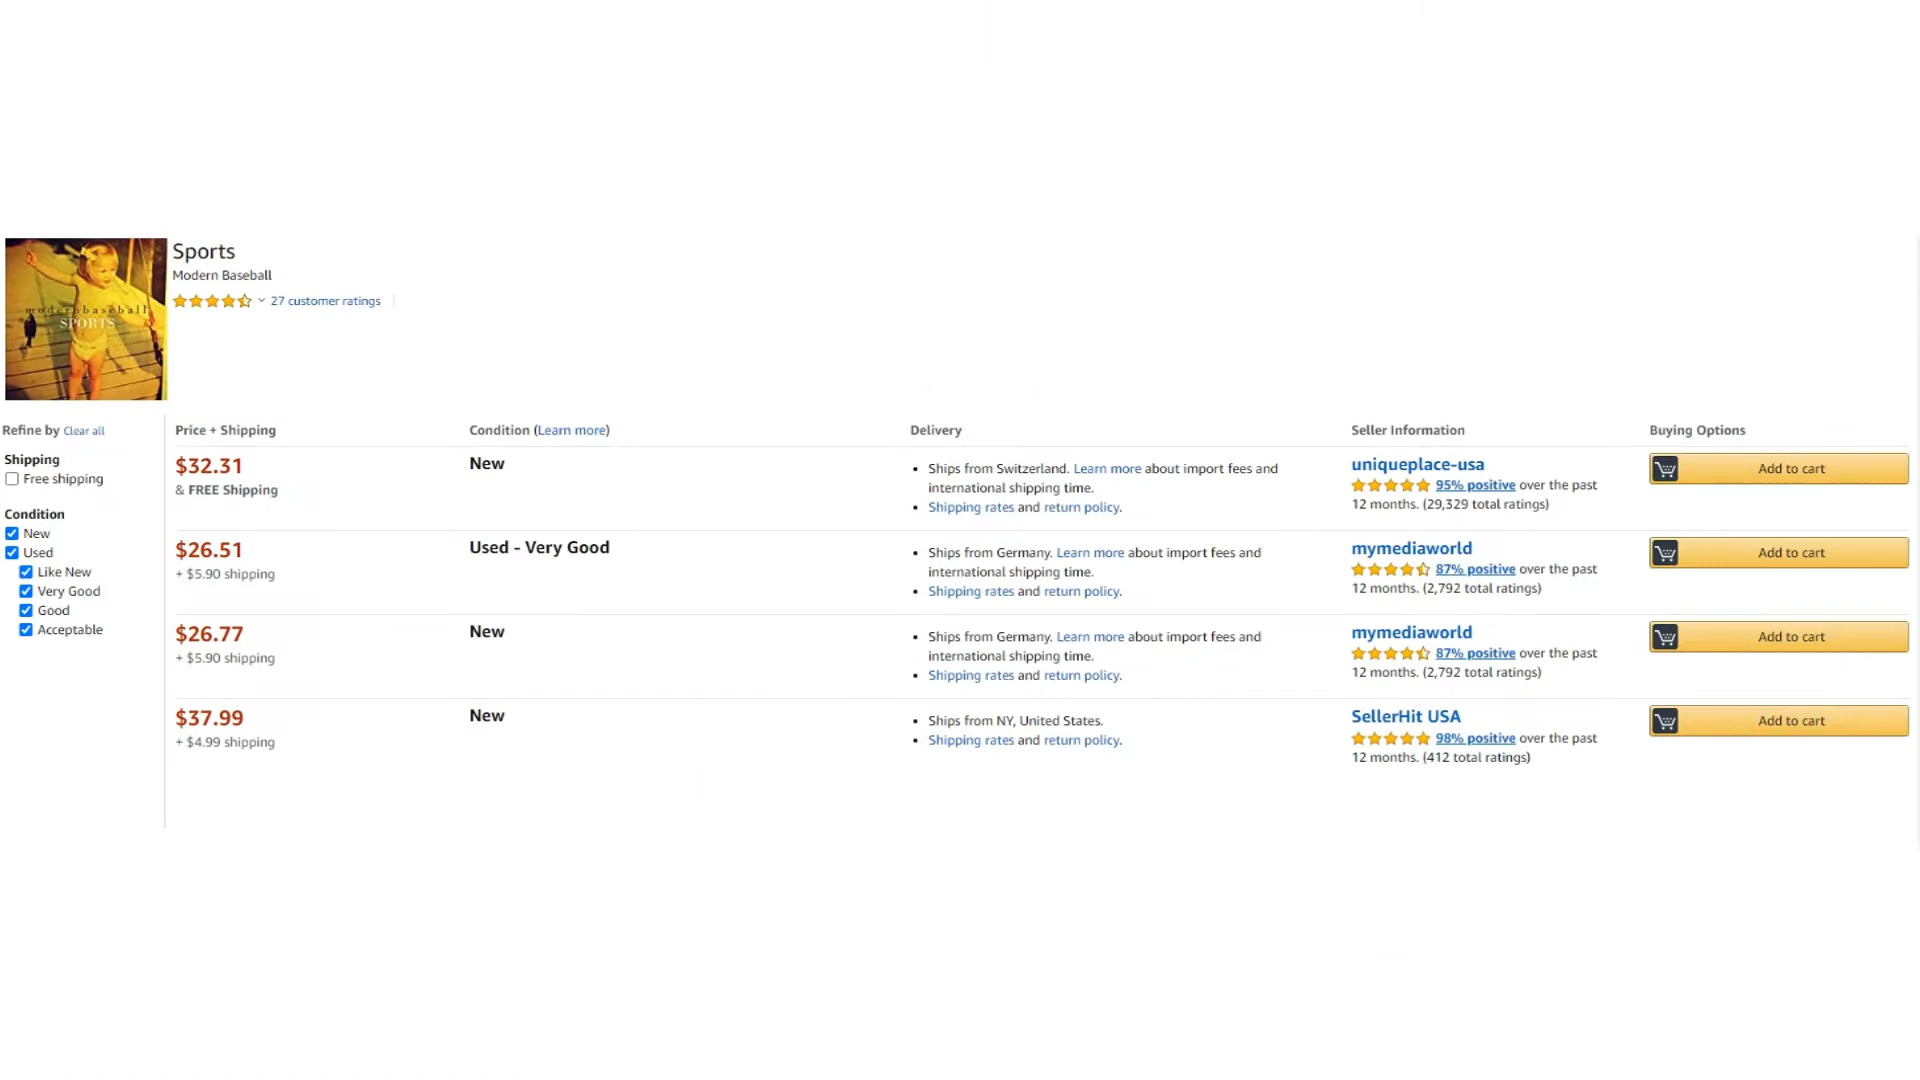 modernbaseball
SPORTS
Sports
Modern Baseball
27 customer ratings
Refine by Clear all
Shipping
Free shipping
Condition
New
Used
Like New
Very Good
Good
Acceptable
Price + Shipping
Condition (Learn more)
Delivery
Seller Information
Buying Options
$32.31
& FREE Shipping
New
Ships from Switzerland. Learn more about import fees and
international shipping time.
Shipping rates and return policy.
uniqueplace-usa
95% positive over the past
12 months. (29,329 total ratings)
Add to cart
$26.51
+ $5.90 shipping
Used - Very Good
Ships from Germany. Learn more about import fees and
international shipping time.
Shipping rates and return policy.
mymediaworld
87% positive over the past
12 months. (2,792 total ratings)
Add to cart
$26.77
+ $5.90 shipping
New
Ships from Germany. Learn more about import fees and
international shipping time.
Shipping rates and return policy.
mymediaworld
87% positive over the past
12 months. (2,792 total ratings)
Add to cart
$37.99
+ $4.99 shipping
New
Ships from NY, United States.
Shipping rates and return policy.
SellerHit USA
98% positive over the past
12 months. (412 total ratings)
Add to cart